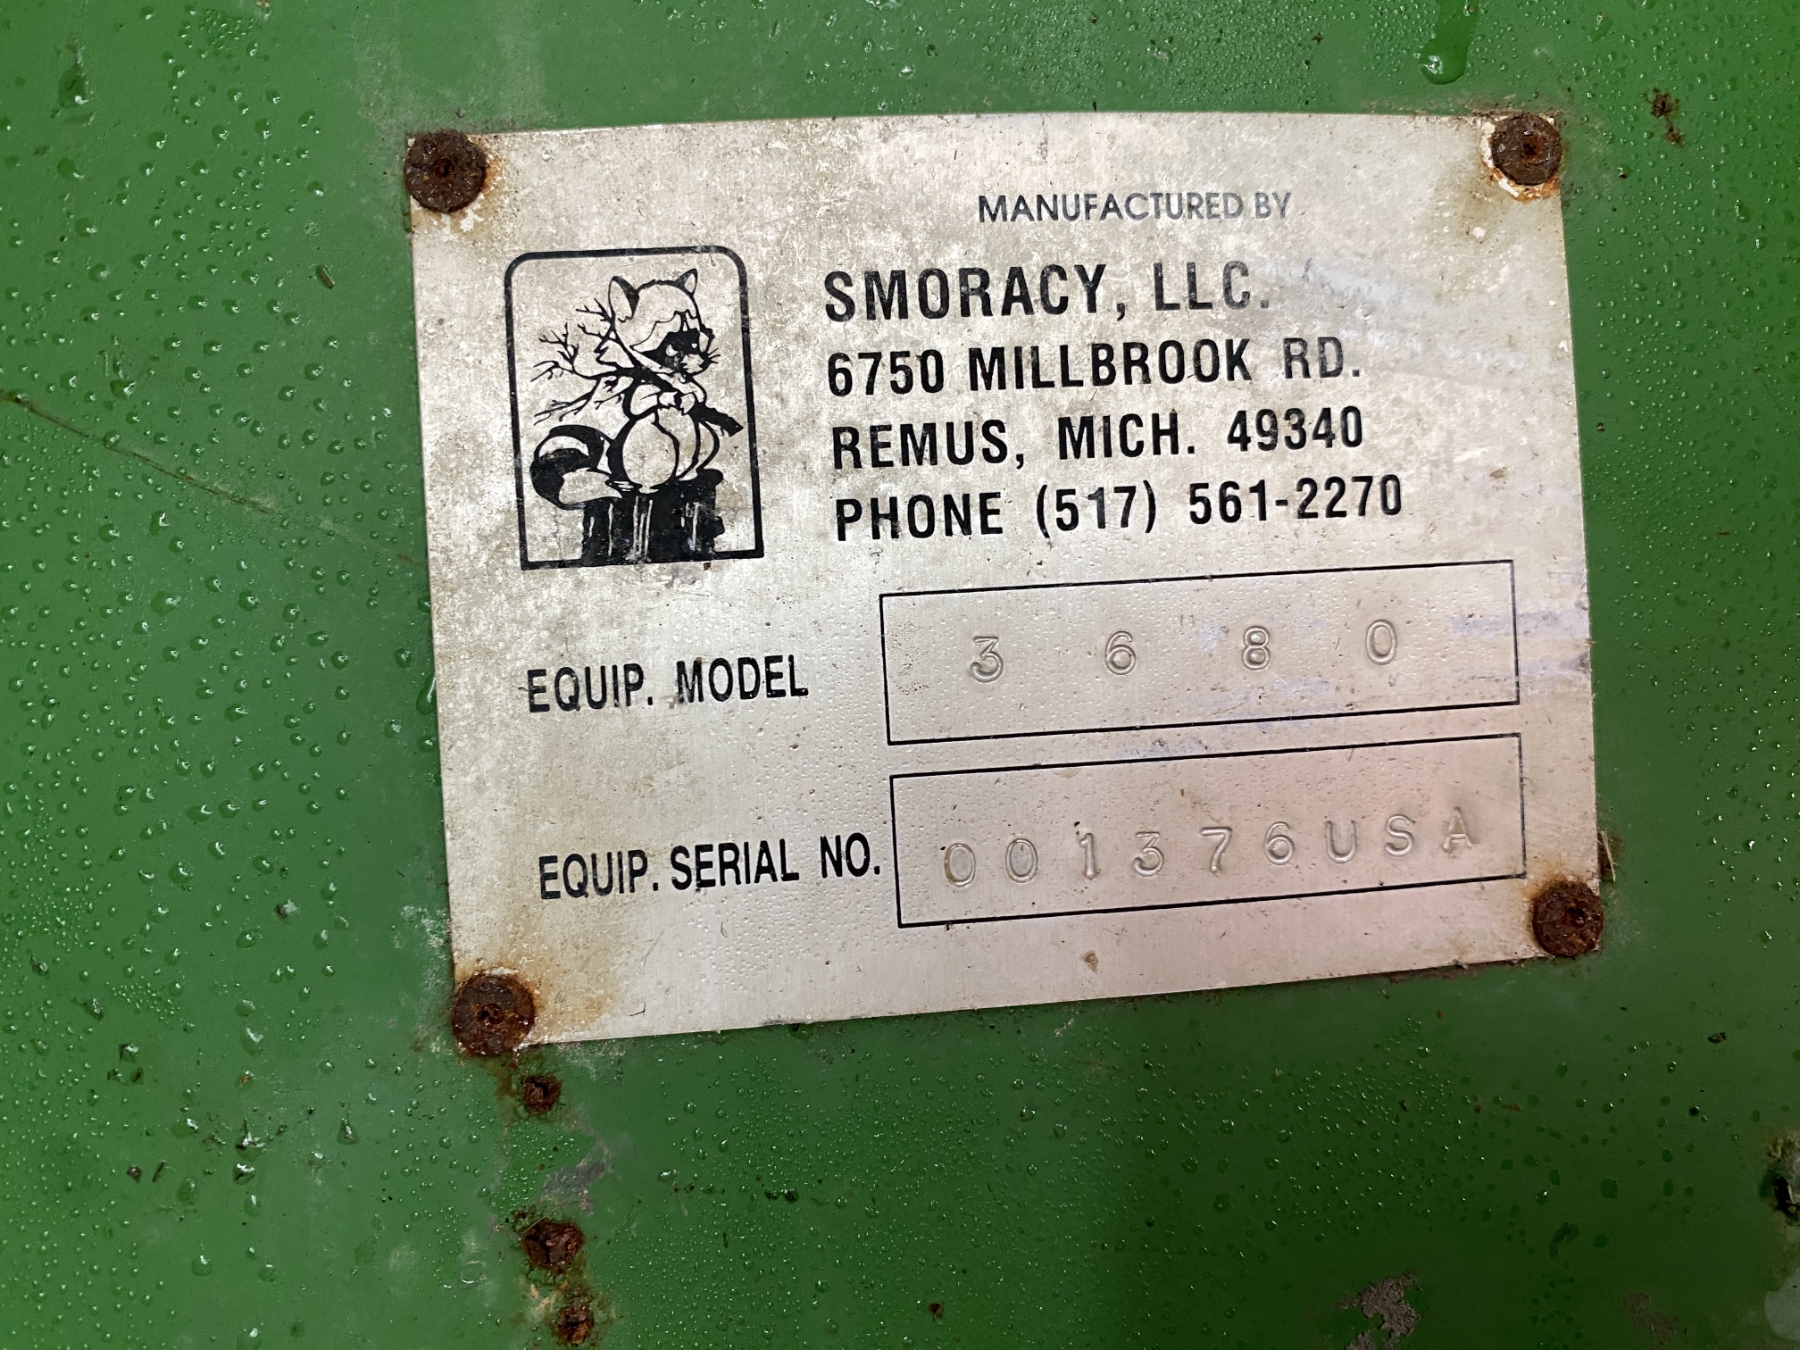 MANUFACTURED BY
SMORACY, LLC.
6750 MILLBROOK RD.
REMUS, MICH. 49340
PHONE (517) 561-2270
EQUIP. MODEL 3680
EQUIP. SERIAL NO. 001376USA